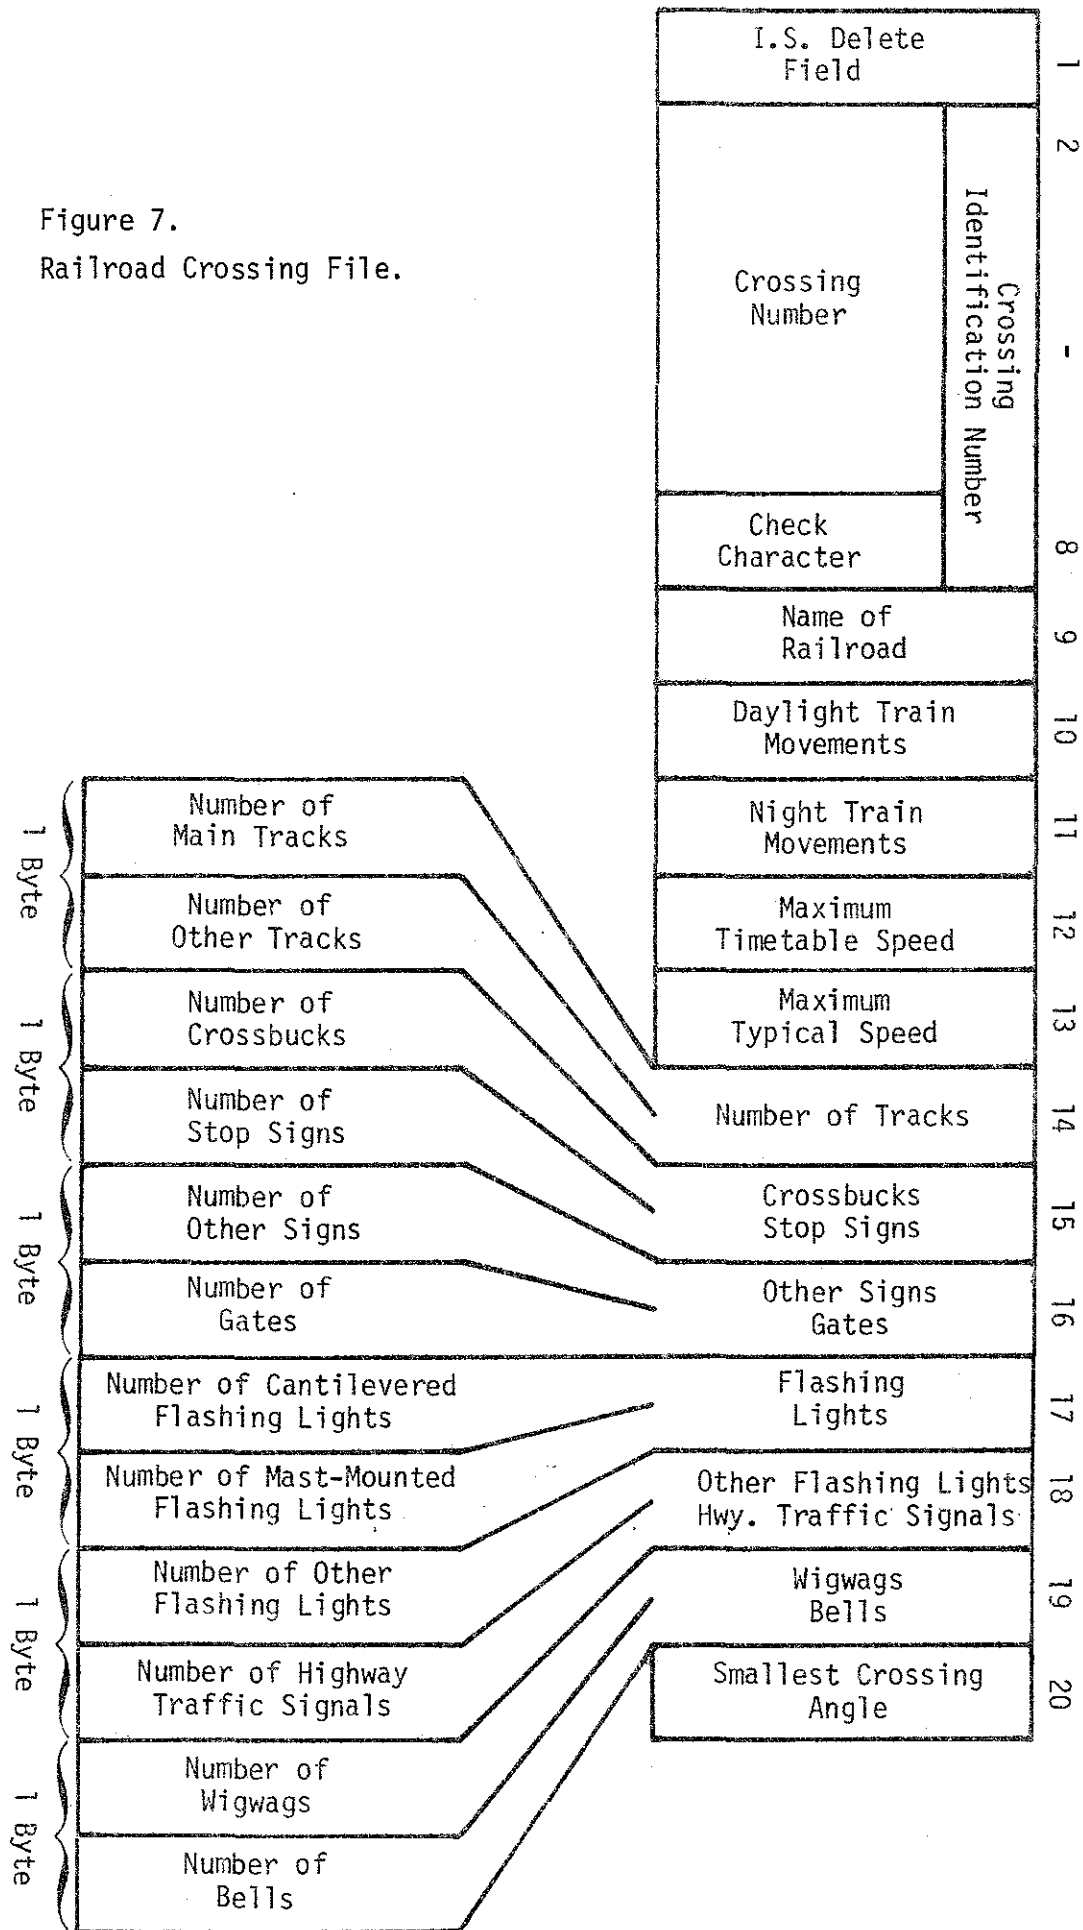 Figure 7.
Railroad Crossing File.
I.S. Delete
Field
1
Crossing
Number
Crossing
Identification Number
2
-
8
Check
Character
Name of
Railroad
9
Daylight Train
Movements
10
Night Train
Movements
11
Maximum
Timetable Speed
12
Maximum
Typical Speed
13
Number of Tracks
14
Crossbucks
Stop Signs
15
Other Signs
Gates
16
Flashing
Lights
17
Other Flashing Lights
Hwy. Traffic Signals
18
Wigwags
Bells
19
Smallest Crossing
Angle
20
Number of
Main Tracks
Number of
Other Tracks
1 Byte
Number of
Crossbucks
Number of
Stop Signs
1 Byte
Number of
Other Signs
Number of
Gates
1 Byte
Number of Cantilevered
Flashing Lights
Number of Mast-Mounted
Flashing Lights
1 Byte
Number of Other
Flashing Lights
Number of Highway
Traffic Signals
1 Byte
Number of
Wigwags
Number of
Bells
1 Byte